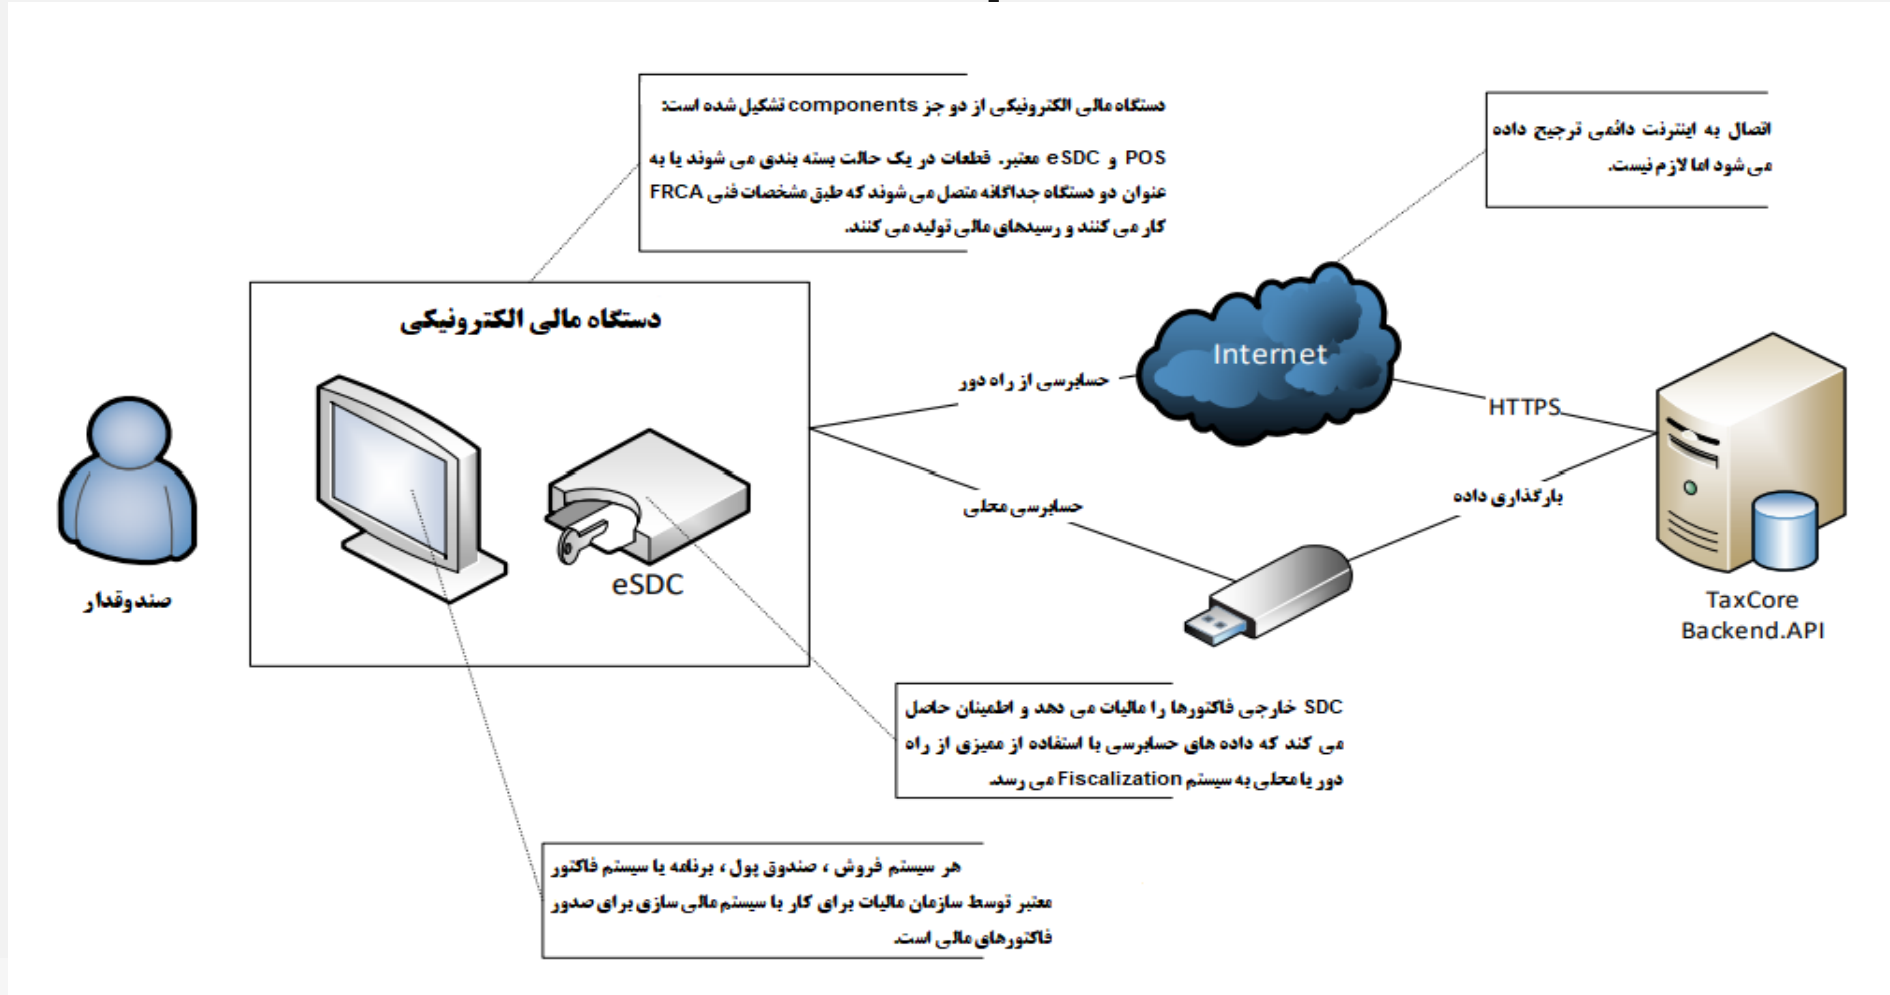 دستگاه مالی الکترونیکی از دو جز components تشکیل شده است:
POS و eSDC معتبر. قطعات در یک حالت بسته بندی می شوند یا به
عنوان دو دستگاه جداگانه متصل می شوند که طبق مشخصات فنی FRCA
کار می کنند و رسیدهای مالی تولید می کنند.
اتصال به اینترنت دائمی ترجیح داده
می شود اما لازم نیست.
دستگاه مالی الکترونیکی
eSDC
صندوقدار
حسابرسی از راه دور
Internet
HTTPS
حسابرسی محلی
بارگذاری داده
TaxCore
Backend.API
SDC خارجی فاکتورها را مالیات می دهد و اطمینان حاصل
می کند که داده های حسابرسی با استفاده از ممیزی از راه
دور یا محلی به سیستم Fiscalization می رسد.
هر سیستم فروش ، صندوق پول ، برنامه یا سیستم فاکتور
معتبر توسط سازمان مالیات برای کار با سیستم مالی سازی برای صدور
فاکتورهای مالی است.